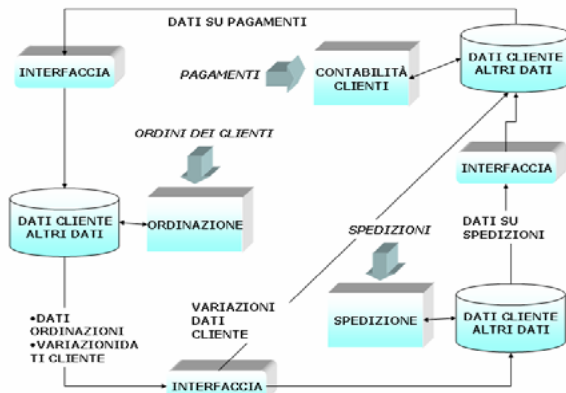 DATI SU PAGAMENTI
INTERFACCIA
PAGAMENTI
CONTABILITÀ
CLIENTI
DATI CLIENTE
ALTRI DATI
ORDINI DEI CLIENTI
INTERFACCIA
DATI CLIENTE
ALTRI DATI
ORDINAZIONE
DATI SU
SPEDIZIONI
SPEDIZIONI
•DATI
ORDINAZIONI
•VARIAZIONIDA
TI CLIENTE
VARIAZIONI
DATI
CLIENTE
SPEDIZIONE
DATI CLIENTE
ALTRI DATI
INTERFACCIA